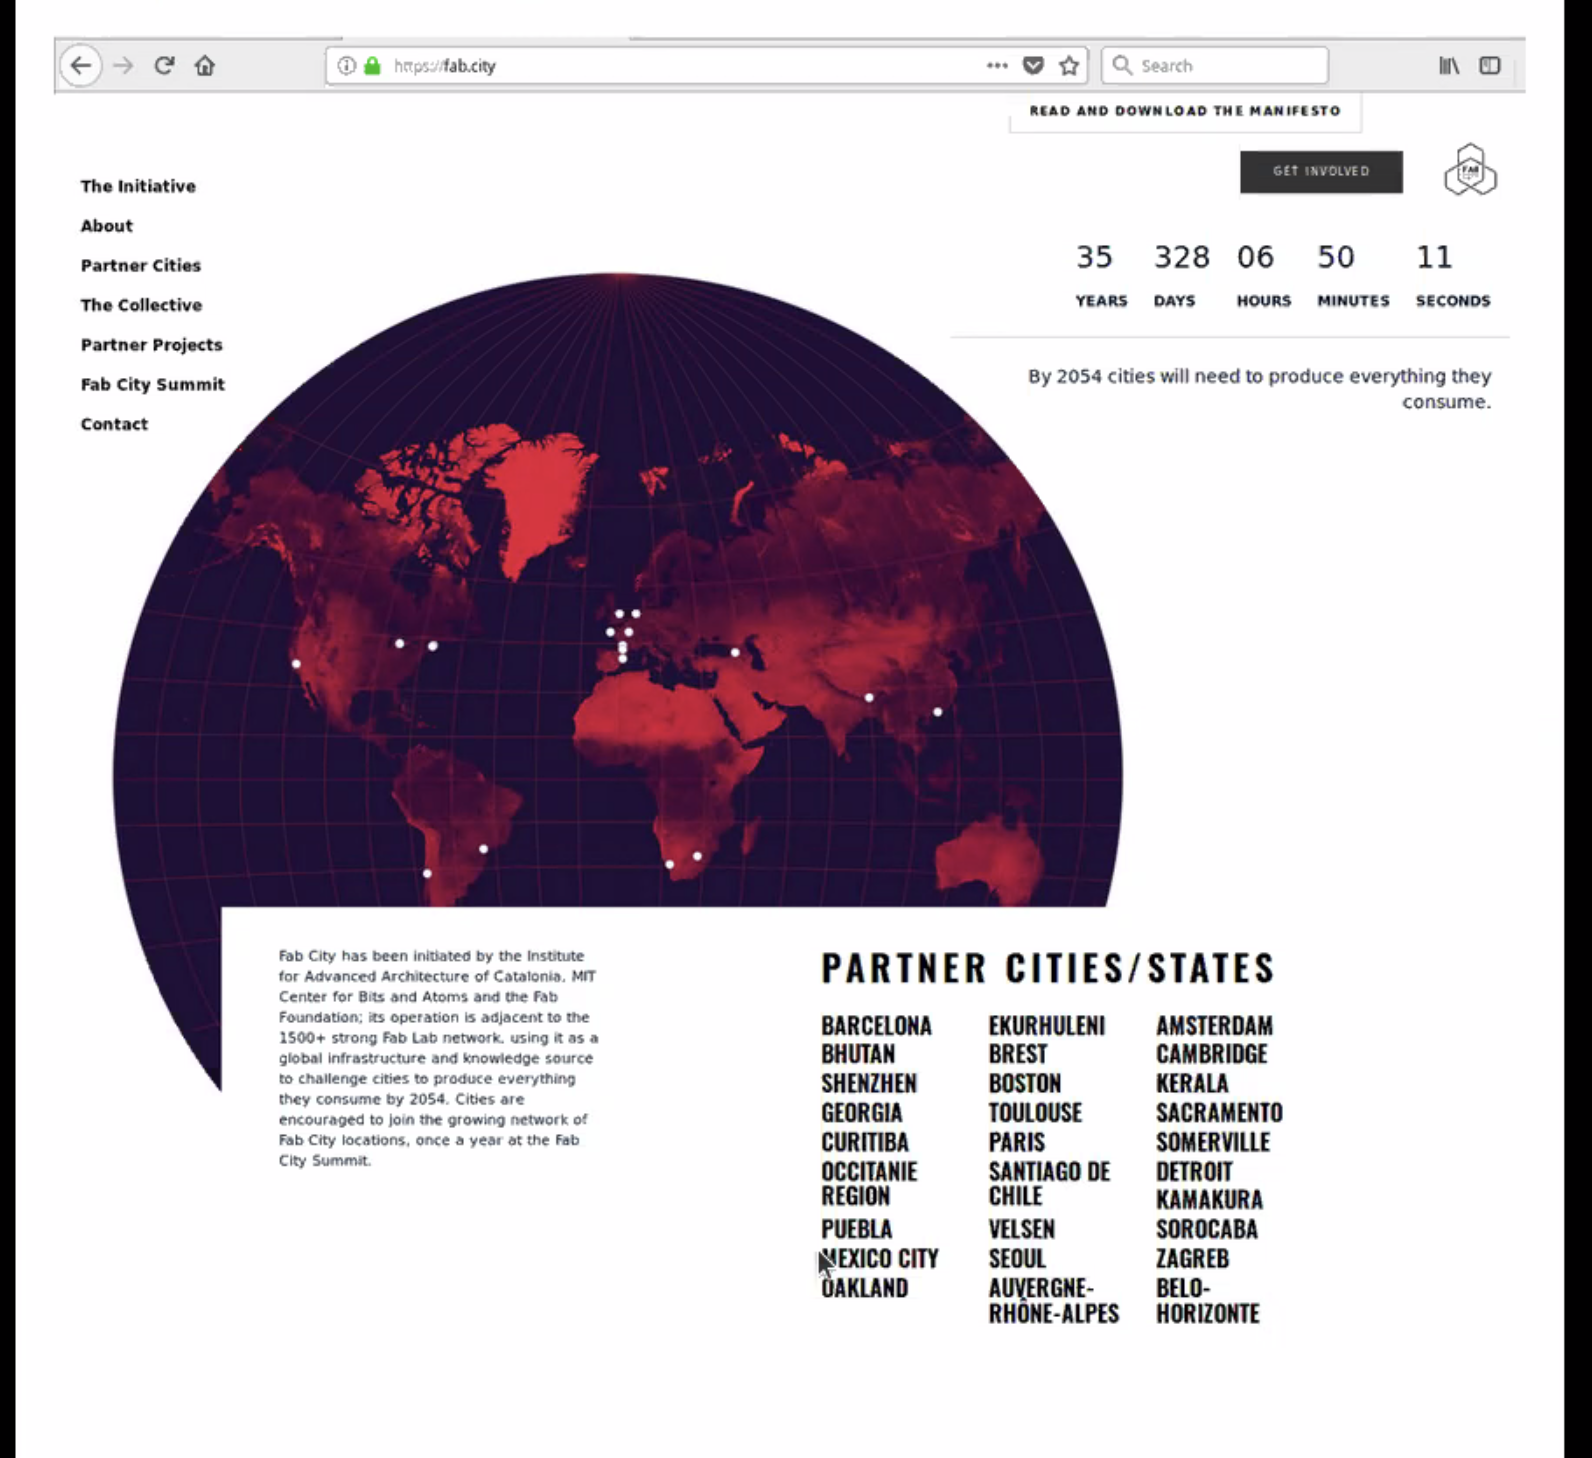 https://fab.city
Search
READ AND DOWNLOAD THE MANIFESTO
GET INVOLVED
FAB
The Initiative
About
Partner Cities
The Collective
Partner Projects
Fab City Summit
Contact
35 328 06 50 11
YEARS DAYS HOURS MINUTES SECONDS
By 2054 cities will need to produce everything they
consume.
Fab City has been initiated by the Institute
for Advanced Architecture of Catalonia, MIT
Center for Bits and Atoms and the Fab
Foundation; its operation is adjacent to the
1500+ strong Fab Lab network, using it as a
global infrastructure and knowledge source
to challenge cities to produce everything
they consume by 2054. Cities are
encouraged to join the growing network of
Fab City locations, once a year at the Fab
City Summit.
PARTNER CITIES/STATES
BARCELONA
BHUTAN
SHENZHEN
GEORGIA
CURITIBA
OCCITANIE
REGION
PUEBLA
MEXICO CITY
OAKLAND
EKURHULENI
BREST
BOSTON
TOULOUSE
PARIS
SANTIAGO DE
CHILE
VELSEN
SEOUL
AUVERGNE-
RHÔNE-ALPES
AMSTERDAM
CAMBRIDGE
KERALA
SACRAMENTO
SOMERVILLE
DETROIT
KAMAKURA
SOROCABA
ZAGREB
BELO-
HORIZONTE